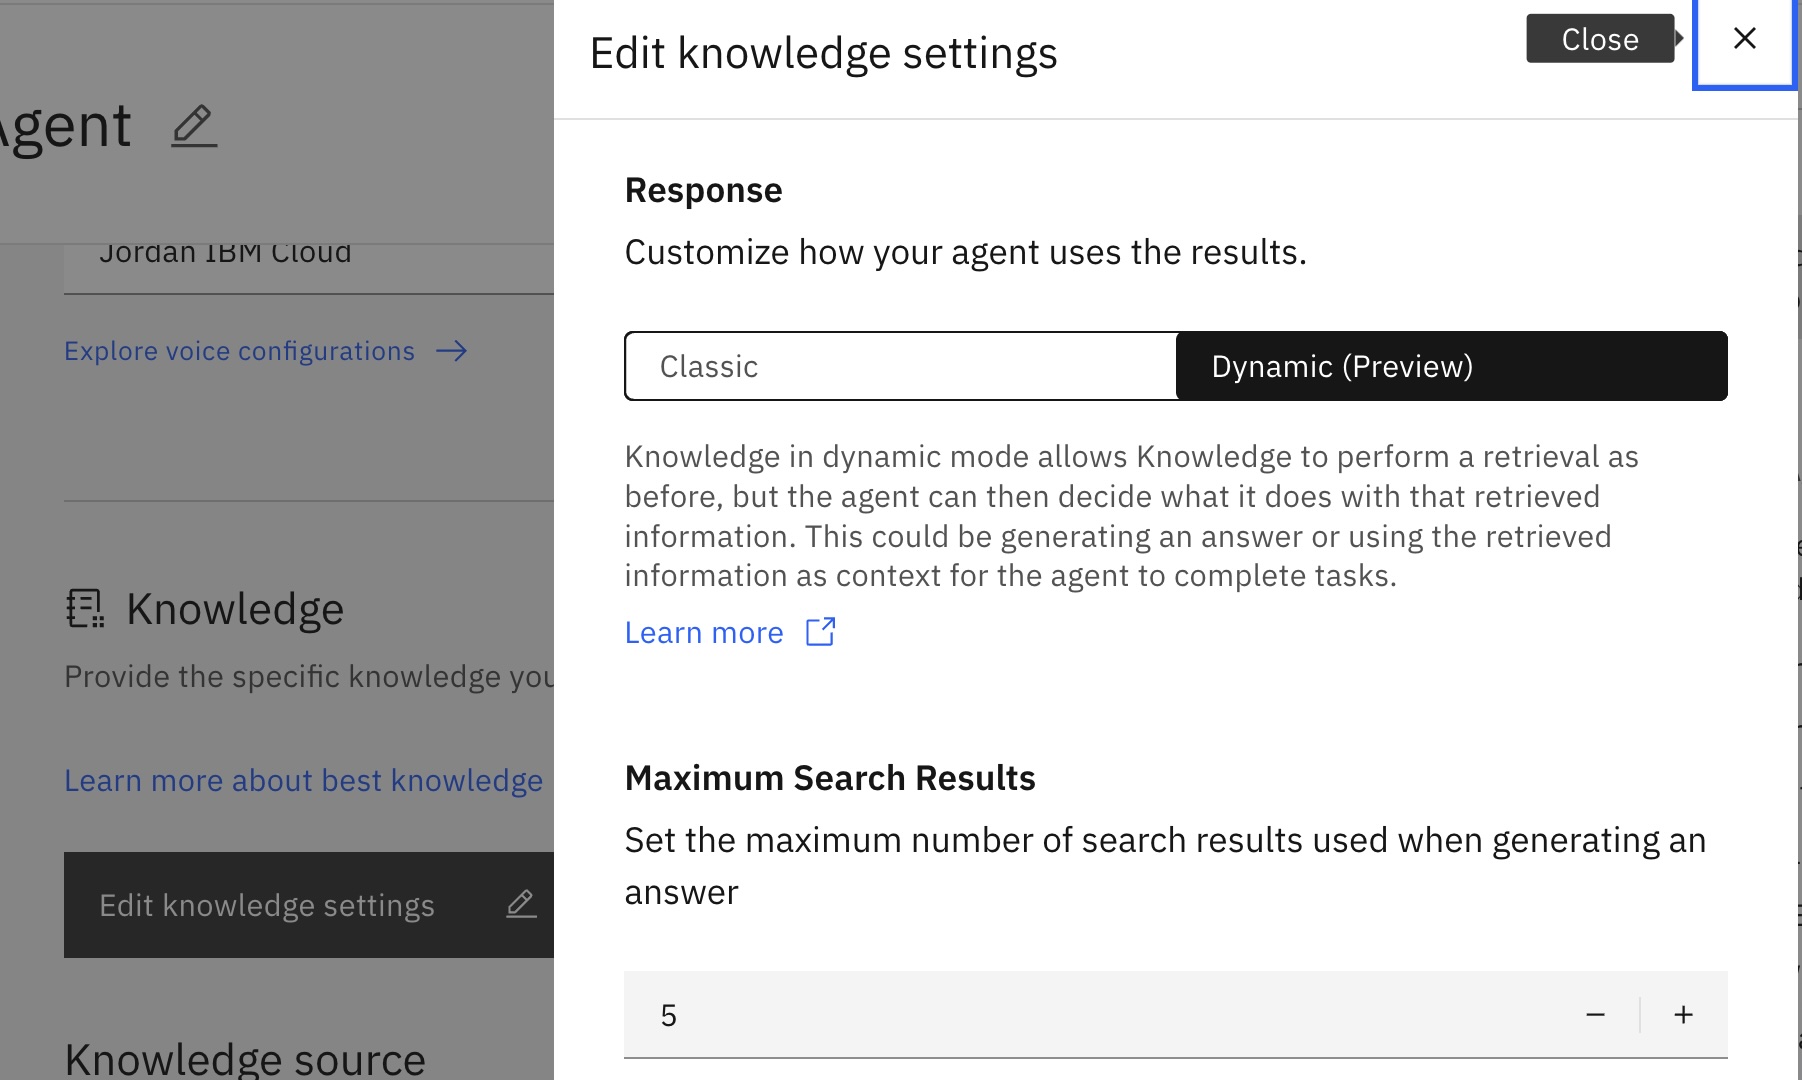 Edit knowledge settings
Close
Agent
Jordan IBM Cloud
Explore voice configurations
Knowledge
Provide the specific knowledge you
Learn more about best knowledge
Edit knowledge settings
Knowledge source
Response
Customize how your agent uses the results.
Classic
Dynamic (Preview)
Knowledge in dynamic mode allows Knowledge to perform a retrieval as
before, but the agent can then decide what it does with that retrieved
information. This could be generating an answer or using the retrieved
information as context for the agent to complete tasks.
Learn more
Maximum Search Results
Set the maximum number of search results used when generating an
answer
5